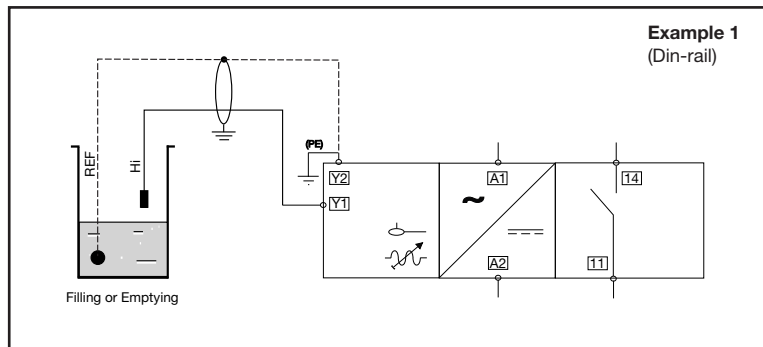 Example 1
(Din-rail)
REF
Hi
(PE)
Y2
Y1
A1
~
A2
14
11
Filling or Emptying